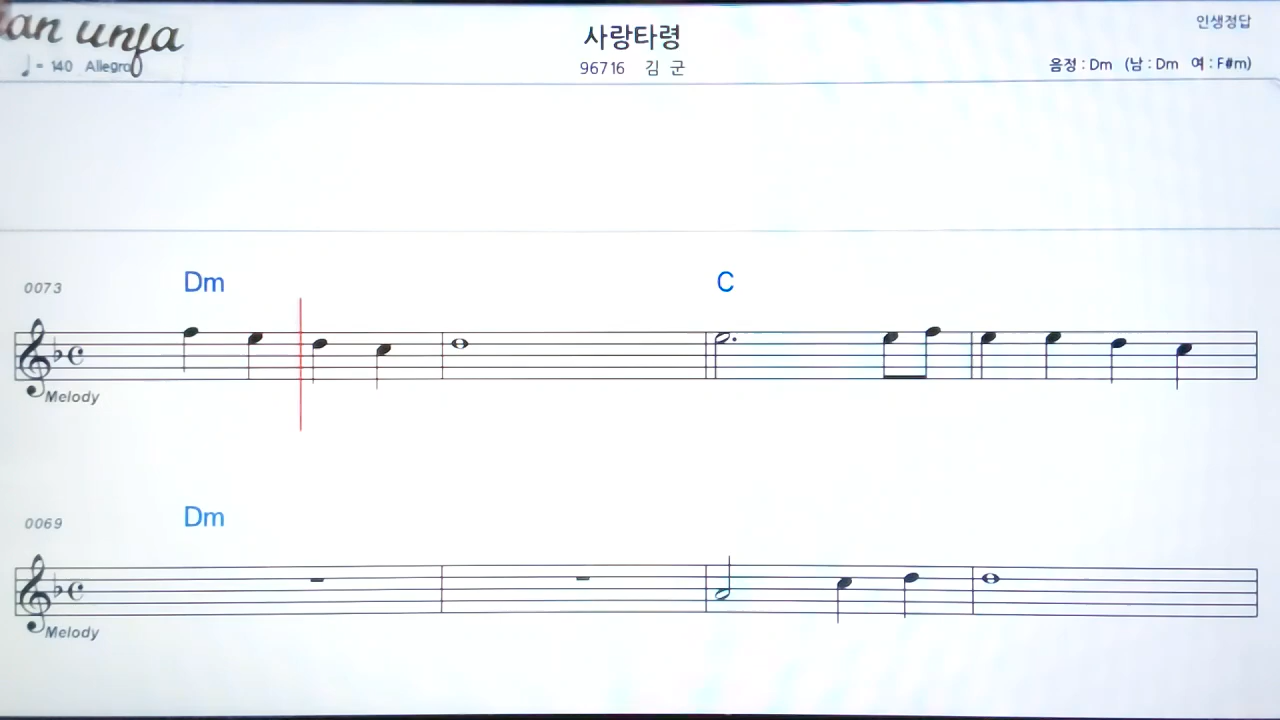 an unfa
인생정답
사랑타령
♩= 140 Allegro
96716 김 군
음정 : Dm (남 : Dm 여 : F#m)
0073
Dm
C
Melody
0069
Dm
Melody